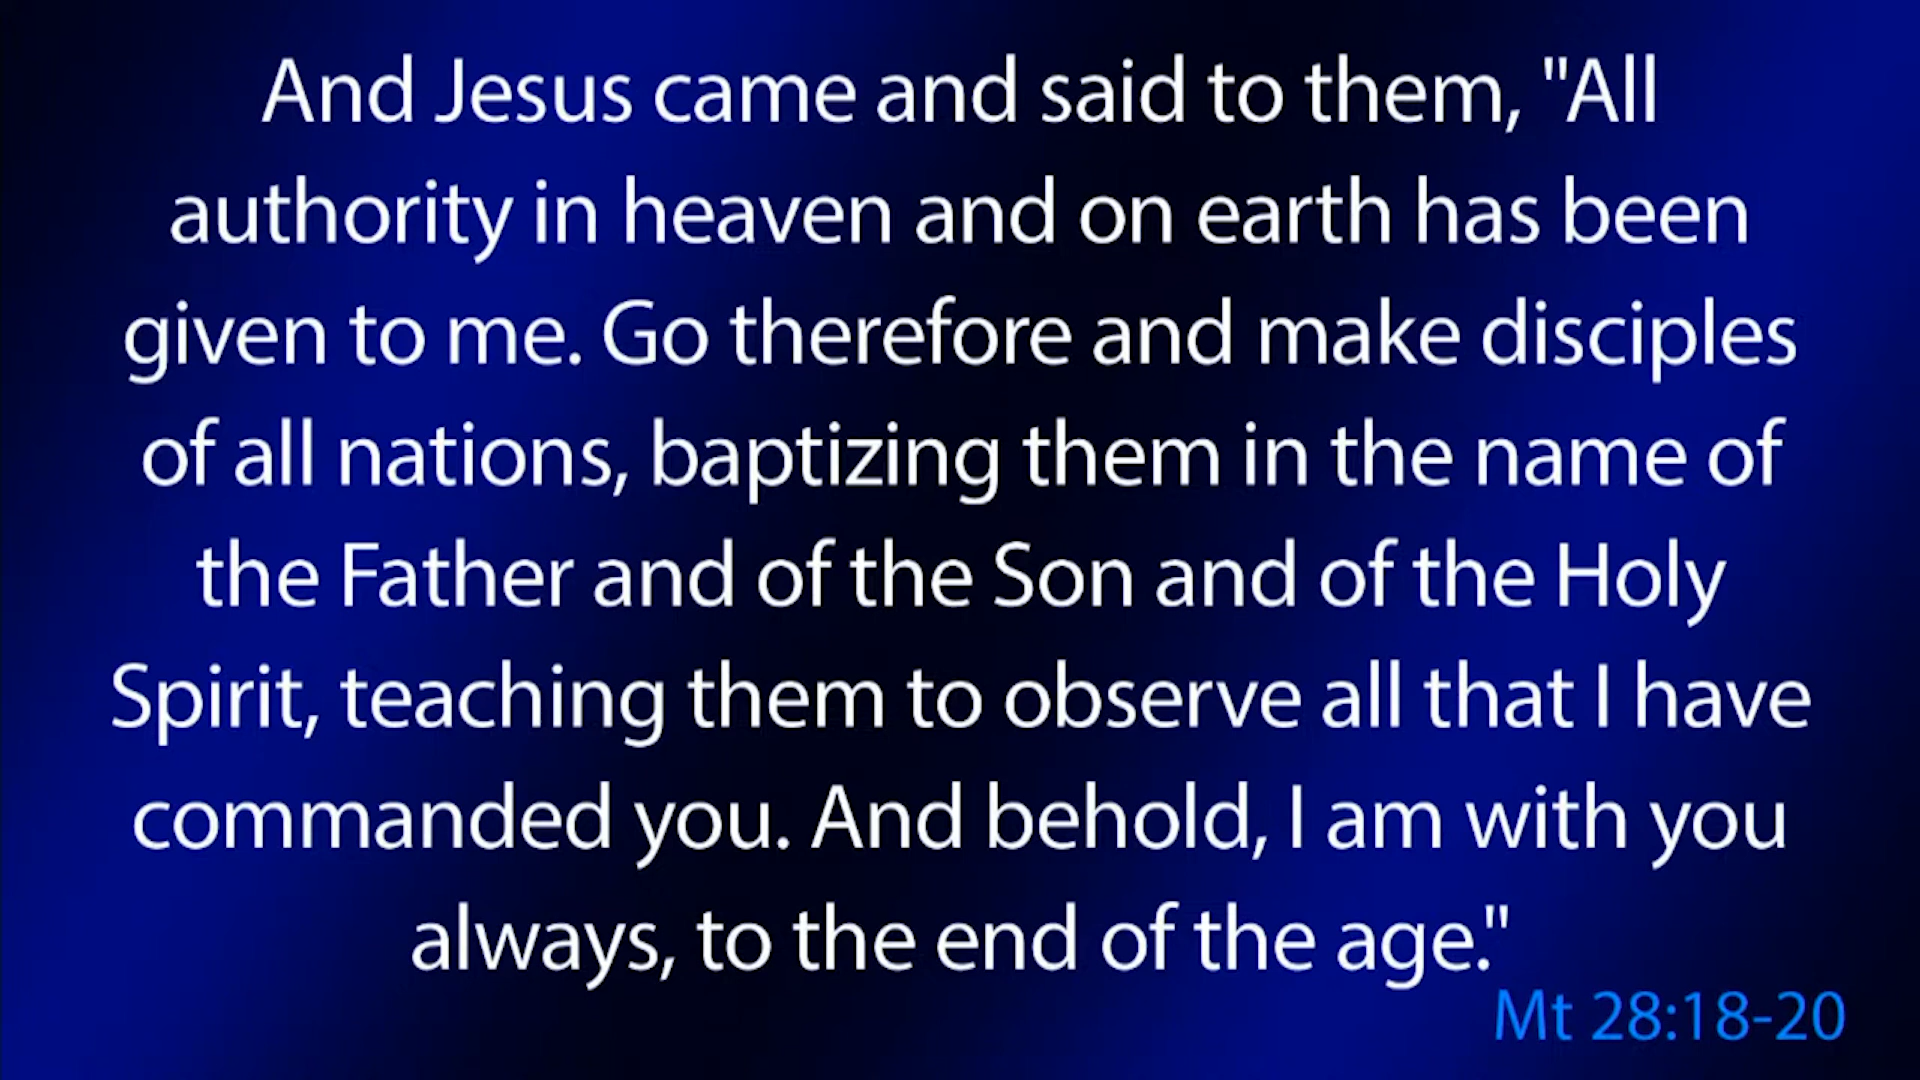 And Jesus came and said to them, "All
authority in heaven and on earth has been
given to me. Go therefore and make disciples
of all nations, baptizing them in the name of
the Father and of the Son and of the Holy
Spirit, teaching them to observe all that I have
commanded you. And behold, I am with you
always, to the end of the age."
Mt 28:18-20